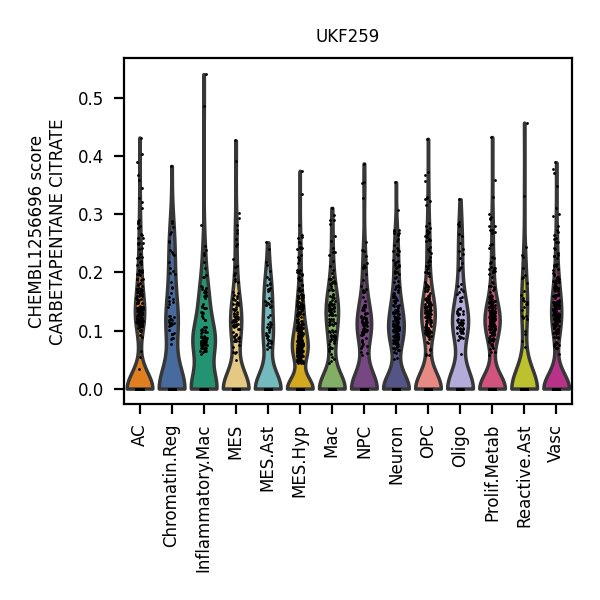 UKF259
CHEMBL1256696 score
CARBETAPENTANE CITRATE
0.5
0.4
0.3
0.2
0.1
0.0
AC
Chromatin.Reg
Inflammatory.Mac
MES
MES.Ast
MES.Hyp
Mac
NPC
Neuron
OPC
Oligo
Prolif.Metab
Reactive.Ast
Vasc